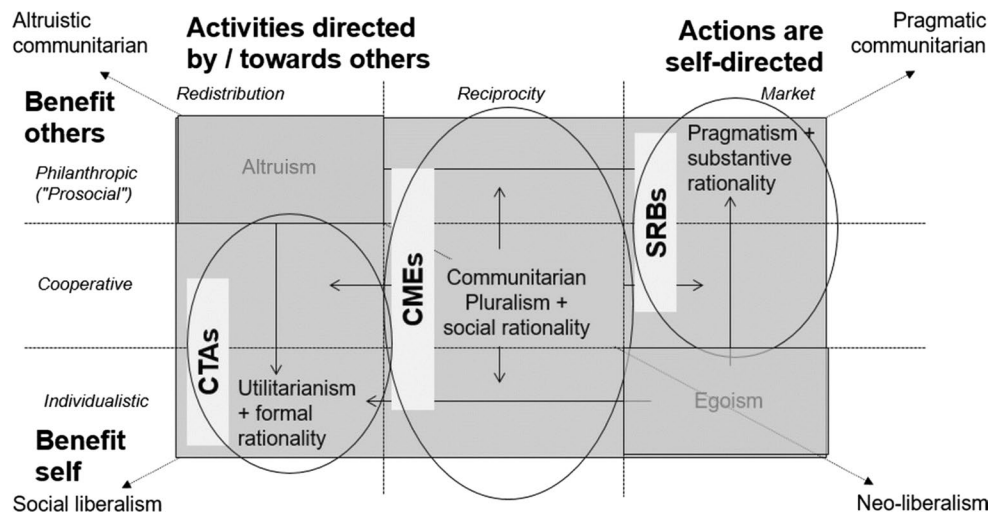 Altruistic
communitarian
Activities directed
by / towards others
Actions are
self-directed
Pragmatic
communitarian
Benefit
others
Redistribution
Reciprocity
Market
Philanthropic
("Prosocial")
Altruism
Pragmatism +
substantive
rationality
SRBs
CMEs
Cooperative
Communitarian
Pluralism +
social rationality
CTAs
Utilitarianism
+ formal
rationality
Individualistic
Egoism
Benefit
self
Social liberalism
Neo-liberalism